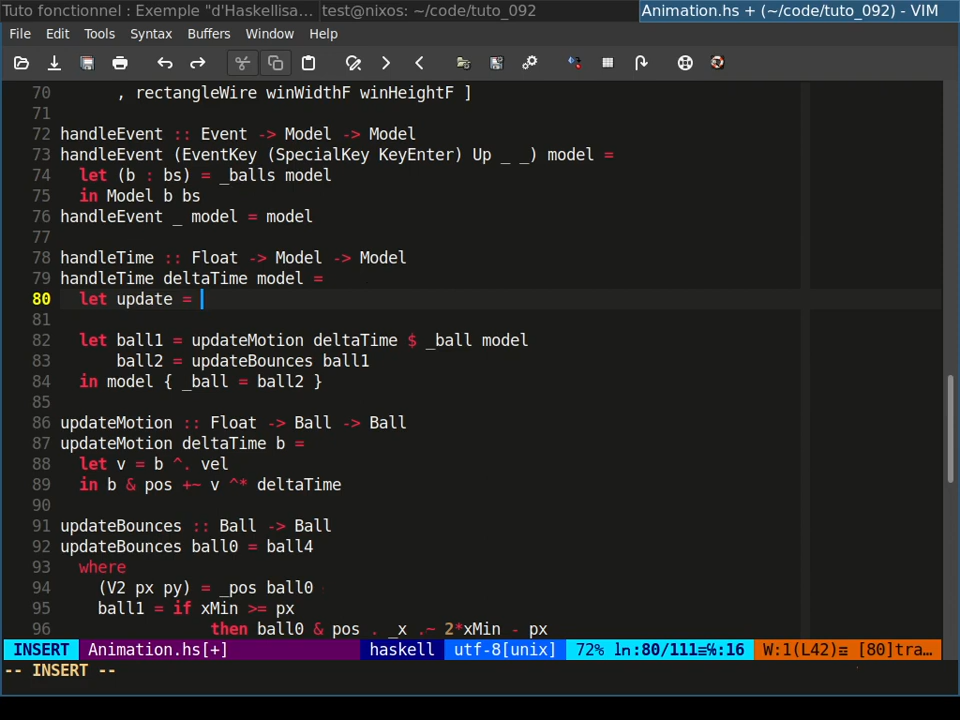 Tuto fonctionnel : Exemple "d'Haskellisa... test@nixos: ~/code/tuto_092 Animation.hs + (~/code/tuto_092) - VIM
File Edit Tools Syntax Buffers Window Help
70       , rectangleWire winWidthF winHeightF ]
71
72 handleEvent :: Event -> Model -> Model
73 handleEvent (EventKey (SpecialKey KeyEnter) Up _ _) model =
74   let (b : bs) = _balls model
75   in Model b bs
76 handleEvent _ model = model
77
78 handleTime :: Float -> Model -> Model
79 handleTime deltaTime model =
80   let update =
81
82   let ball1 = updateMotion deltaTime $ _ball model
83       ball2 = updateBounces ball1
84   in model { _ball = ball2 }
85
86 updateMotion :: Float -> Ball -> Ball
87 updateMotion deltaTime b =
88   let v = b ^. vel
89   in b & pos +~ v ^* deltaTime
90
91 updateBounces :: Ball -> Ball
92 updateBounces ball0 = ball4
93   where
94     (V2 px py) = _pos ball0
95     ball1 = if xMin >= px
96                 then ball0 & pos . _x .~ 2*xMin - px
INSERT Animation.hs[+] haskell utf-8[unix] 72% ln:80/111≡℅:16 W:1(L42)≡ [80]tra...
-- INSERT --